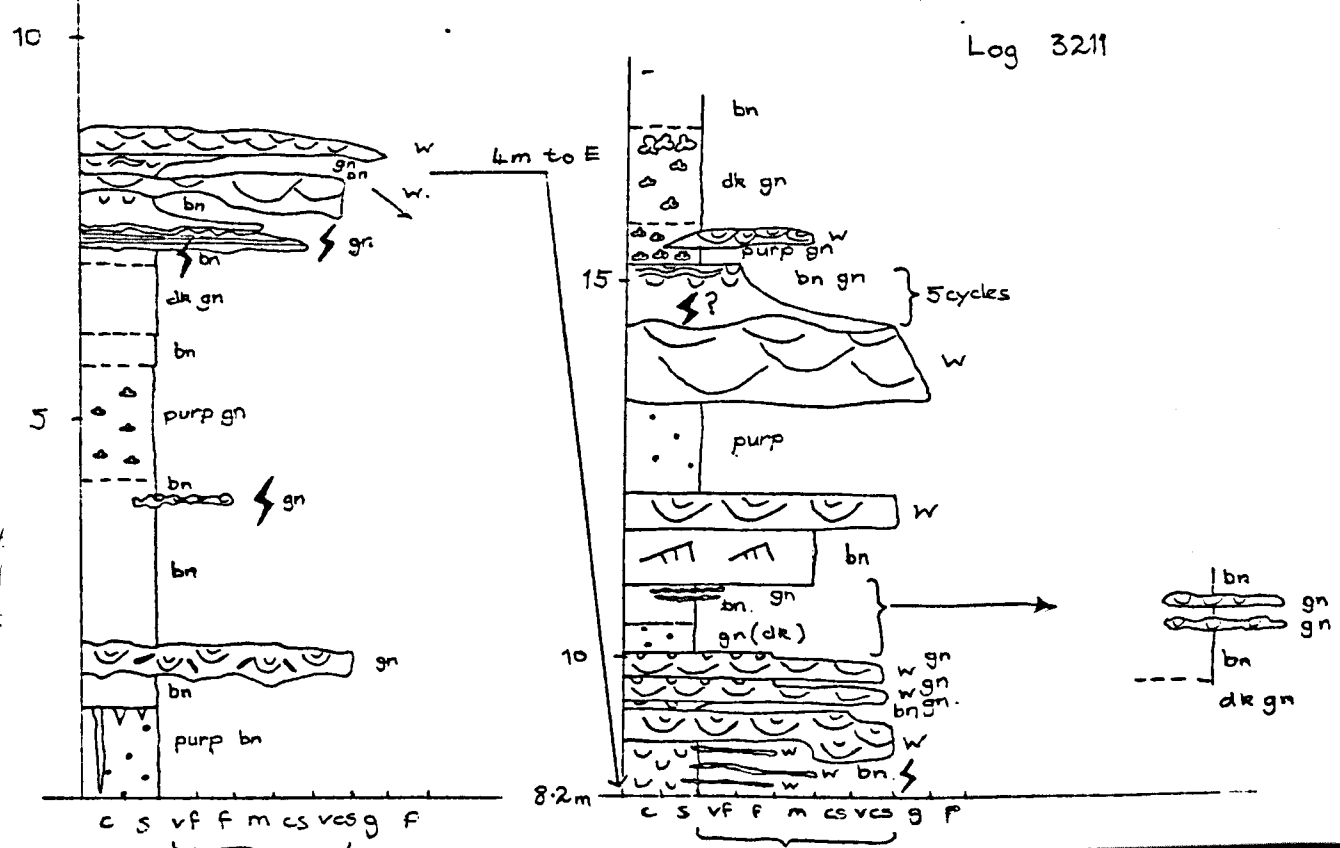 Log 3211
10
w
gn
bn
w.
bn
gn.
bn
dk gn
bn
5
purp gn
bn
gn
bn
gn
bn
purp bn
c s vf f m cs vcs g
4m to E
bn
dk gn
w
purp gn
15
bn gn
5 cycles
?
w
purp
w
bn
gn
bn.
gn (dk)
10
gn
w
gn
w
gn.
bn
w
w
w bn.
w
8.2m
c s vf f m cs vcs g p
bn
gn
gn
bn
dk gn